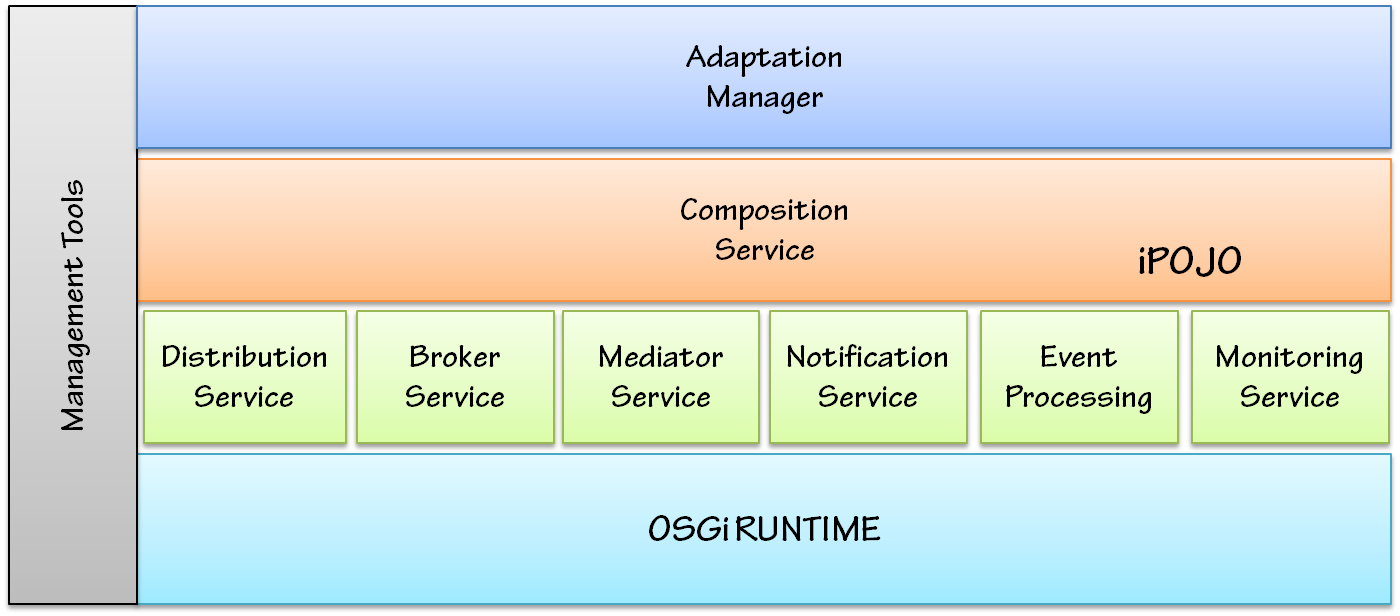 Management Tools
Adaptation
Manager
Composition
Service
iPOJO
Distribution
Service
Broker
Service
Mediator
Service
Notification
Service
Event
Processing
Monitoring
Service
OSGi RUNTIME